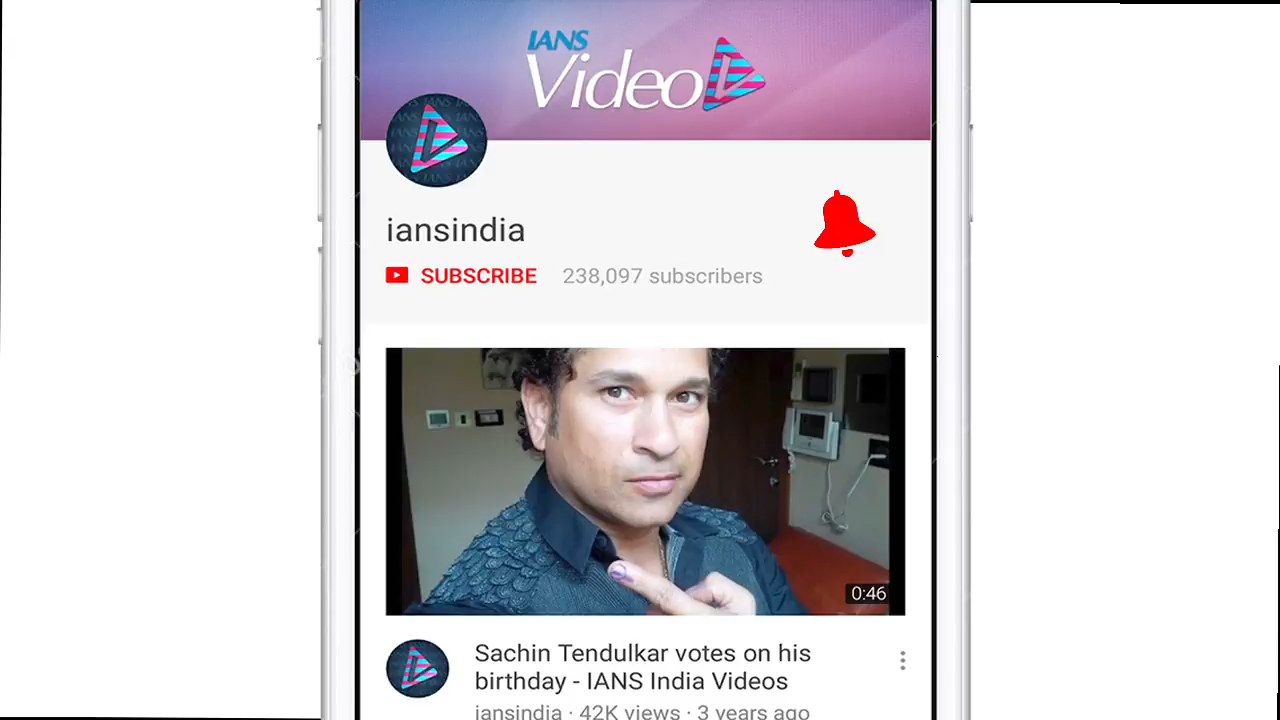 IANS
Video
iansindia
SUBSCRIBE 238,097 subscribers
0:46
Sachin Tendulkar votes on his
birthday - IANS India Videos
iansindia · 42K views · 3 years ago